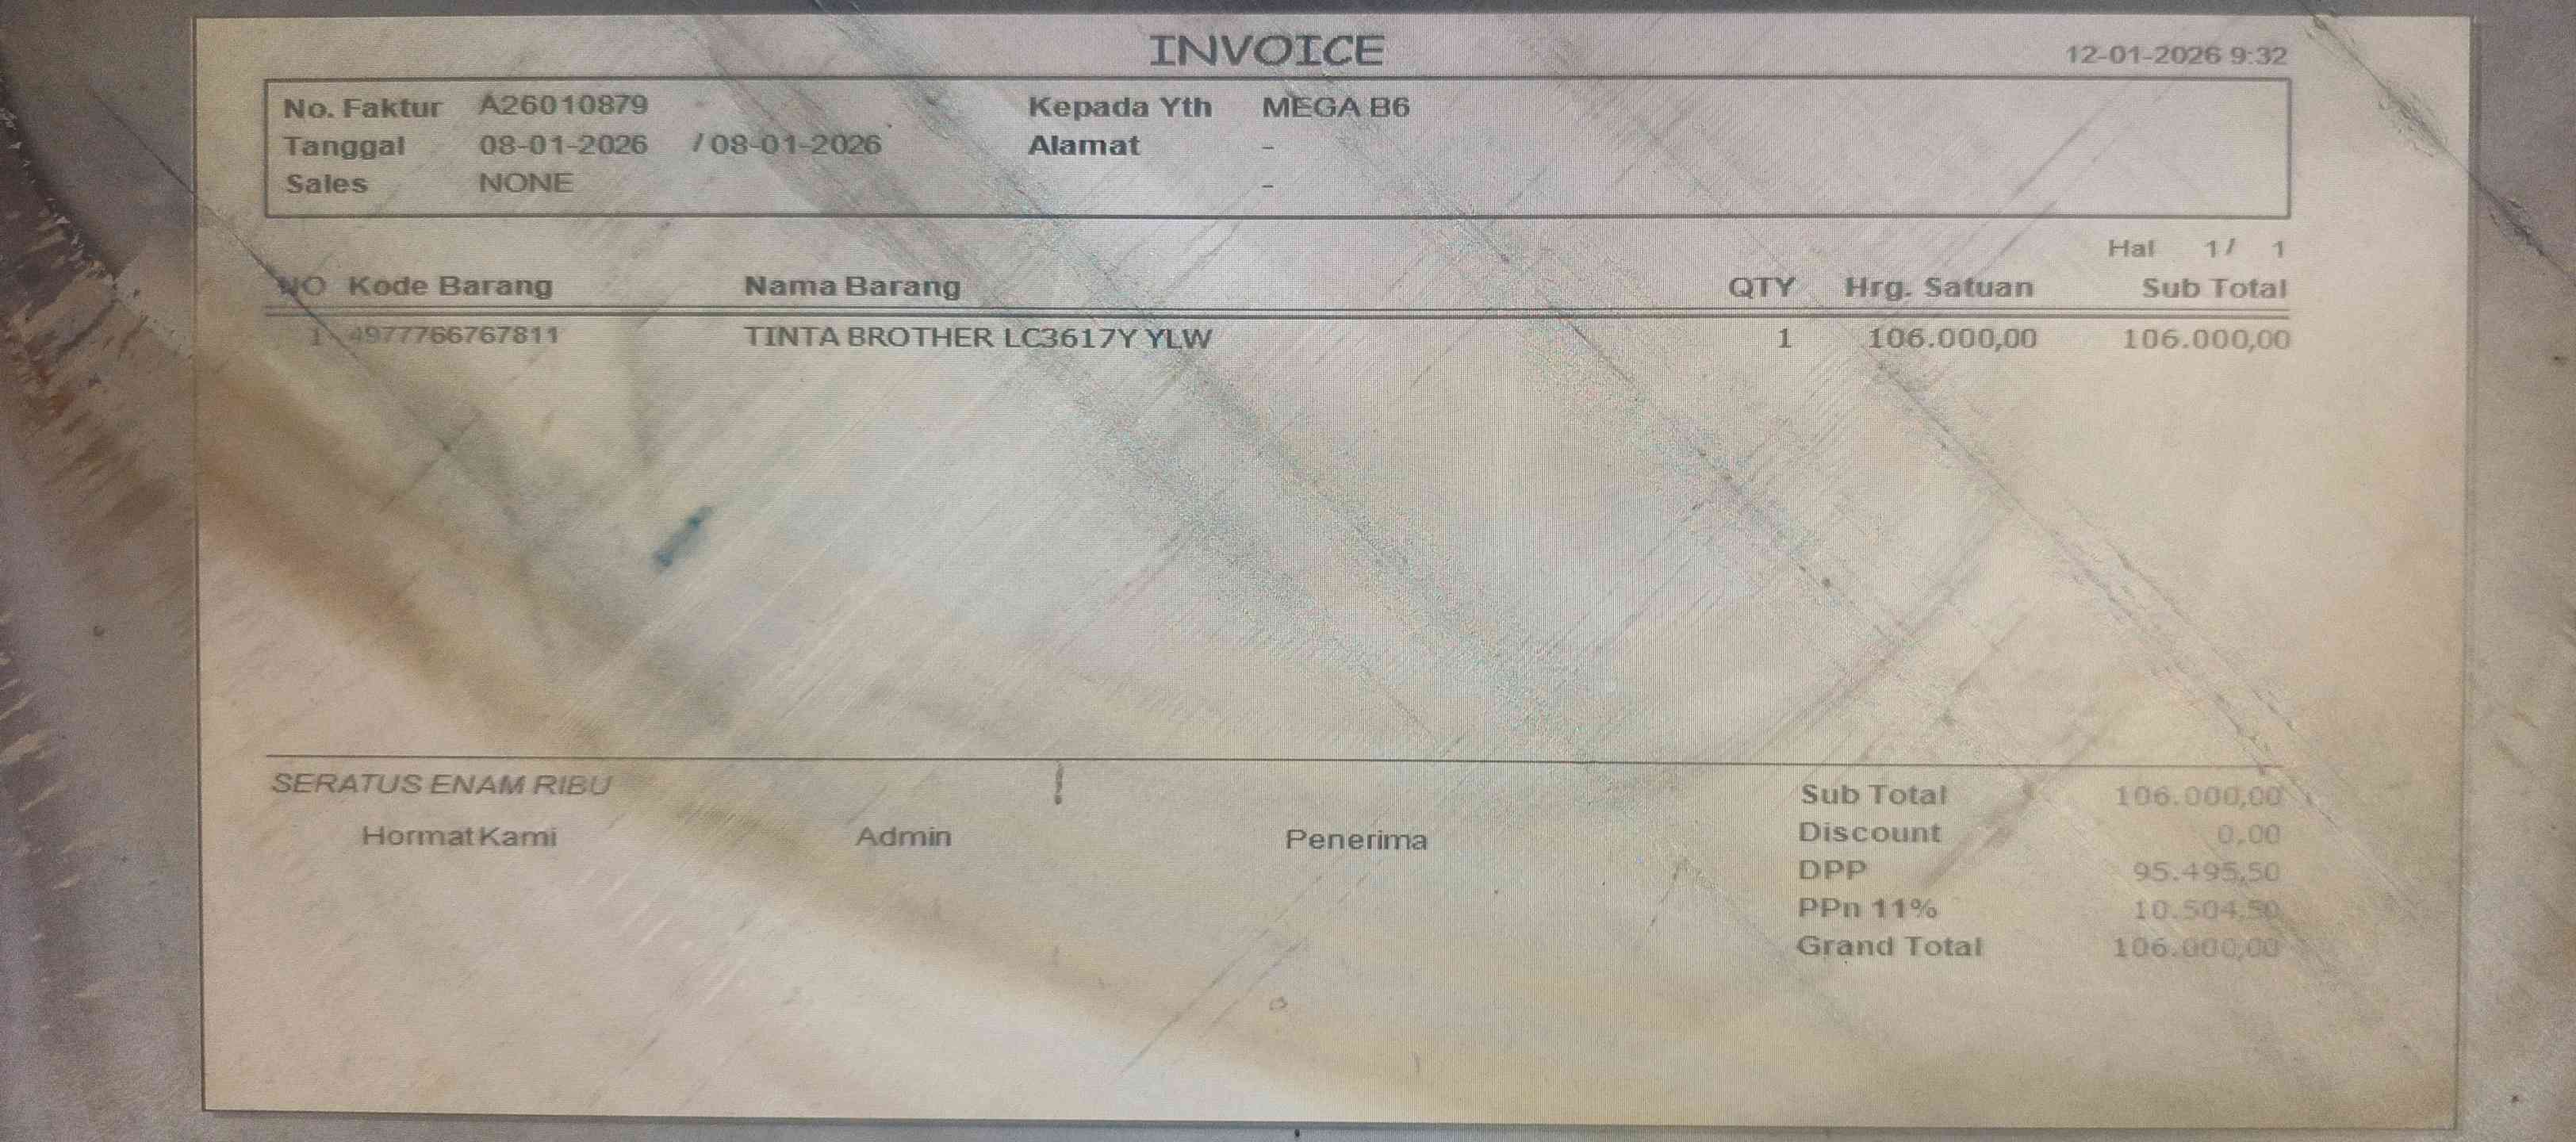 INVOICE
12-01-2026 9:32
No. Faktur A26010879 Kepada Yth MEGA B6
Tanggal 08-01-2026 / 08-01-2026 Alamat -
Sales NONE -
Hal 1/ 1
NO Kode Barang Nama Barang QTY Hrg. Satuan Sub Total
1 4977766767811 TINTA BROTHER LC3617Y YLW 1 106.000,00 106.000,00
SERATUS ENAM RIBU
Sub Total 106.000,00
Hormat Kami Admin Penerima
Discount 0,00
DPP 95.495,50
PPn 11% 10.504,50
Grand Total 106.000,00